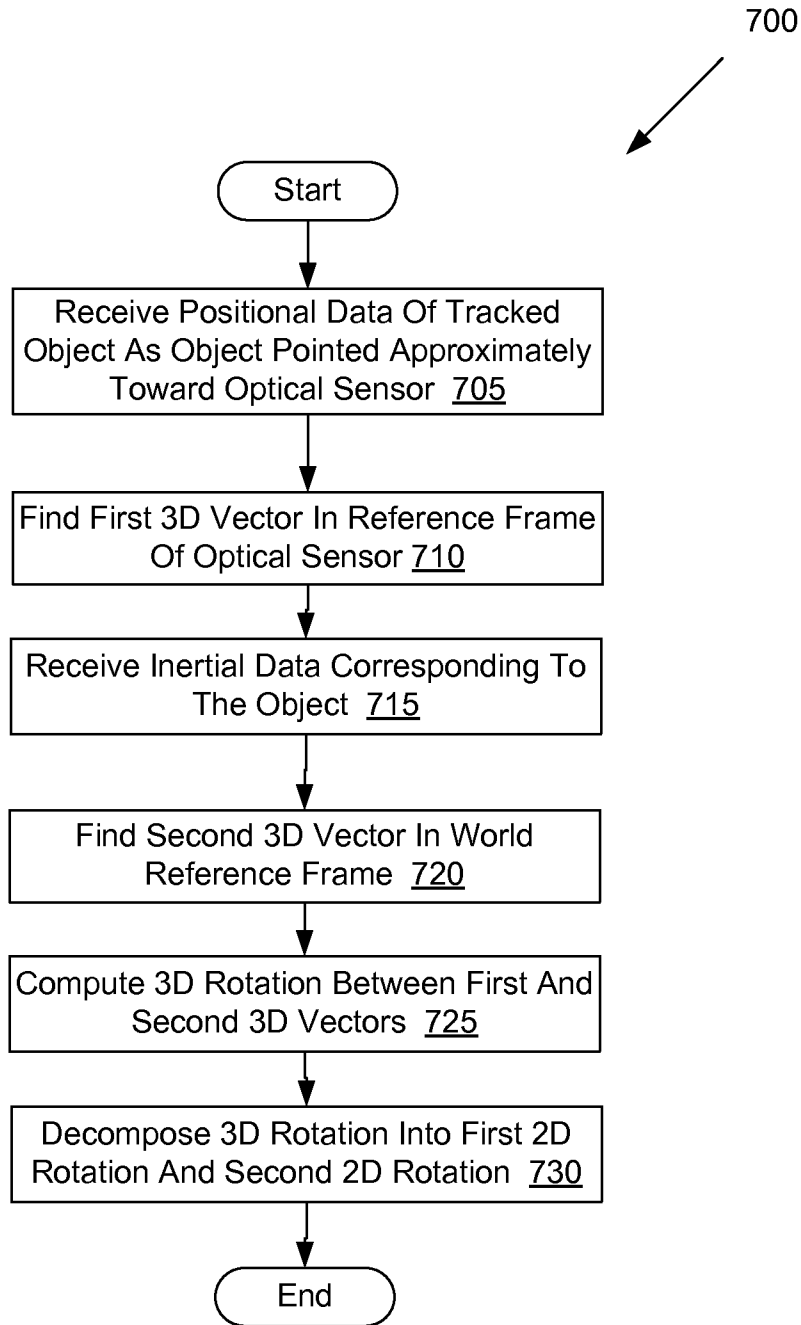 700
Start
Receive Positional Data Of Tracked
Object As Object Pointed Approximately
Toward Optical Sensor 705
Find First 3D Vector In Reference Frame
Of Optical Sensor 710
Receive Inertial Data Corresponding To
The Object 715
Find Second 3D Vector In World
Reference Frame 720
Compute 3D Rotation Between First And
Second 3D Vectors 725
Decompose 3D Rotation Into First 2D
Rotation And Second 2D Rotation 730
End